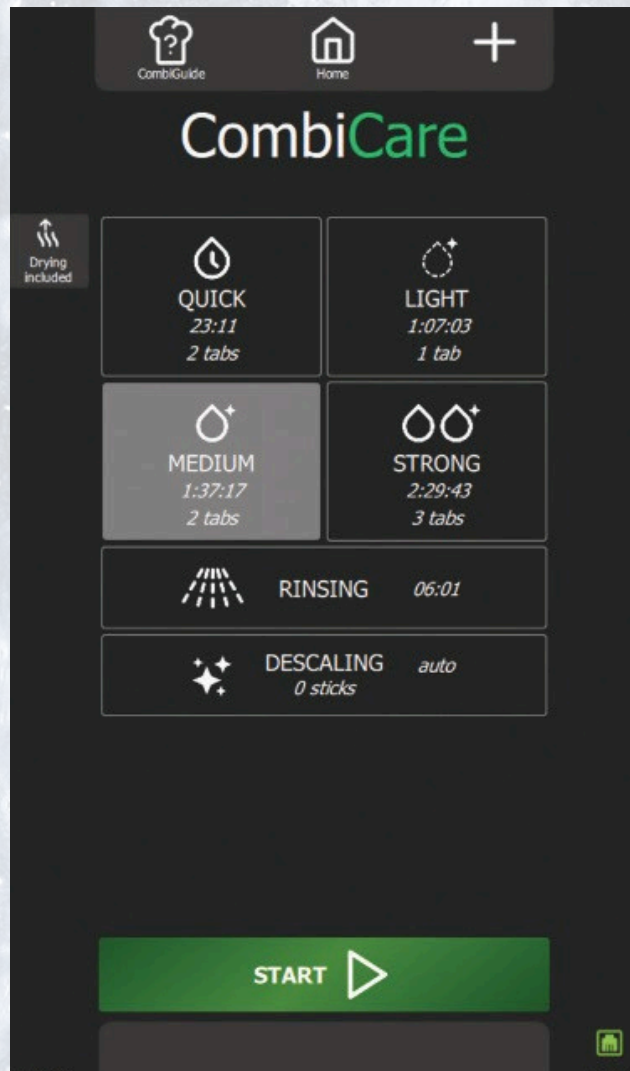 CombiGuide
Home
CombiCare
Drying
included
QUICK
23:11
2 tabs
LIGHT
1:07:03
1 tab
MEDIUM
1:37:17
2 tabs
STRONG
2:29:43
3 tabs
RINSING 06:01
DESCALING auto
0 sticks
START